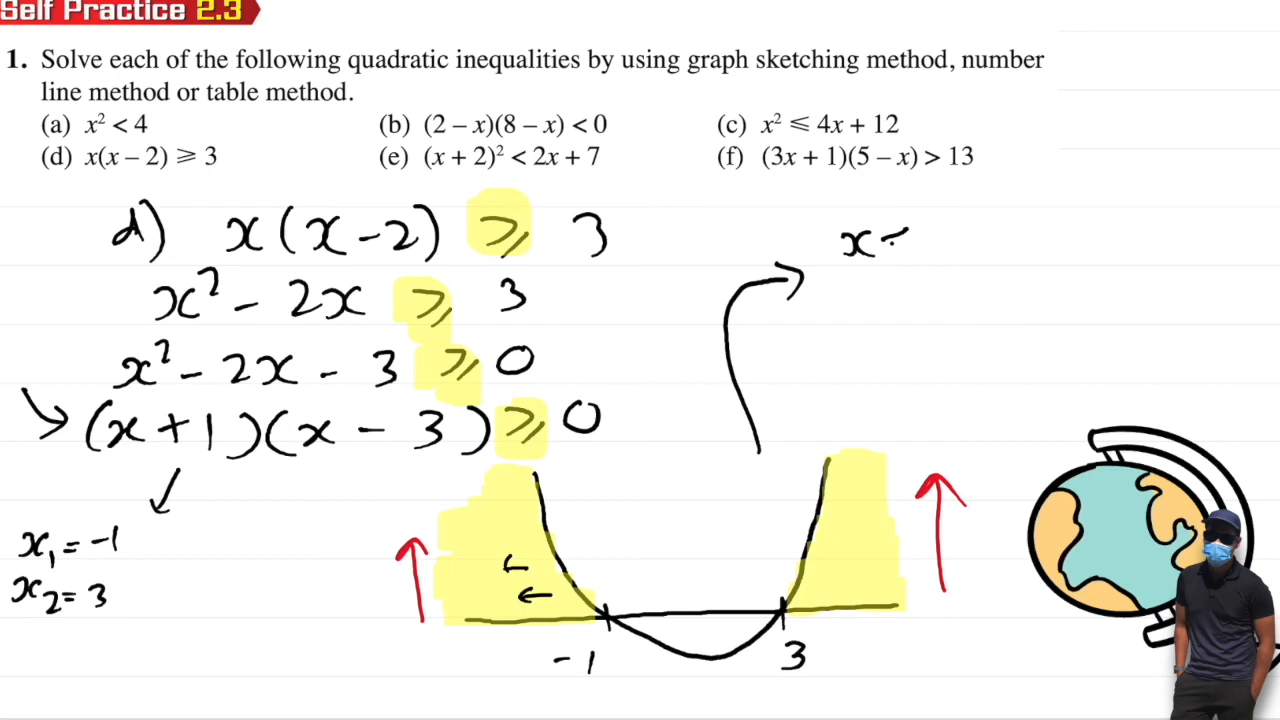 Self Practice 2.3
1. Solve each of the following quadratic inequalities by using graph sketching method, number
line method or table method.
(a) x² < 4 (b) (2 – x)(8 – x) < 0 (c) x² ⩽ 4x + 12
(d) x(x – 2) ⩾ 3 (e) (x + 2)² < 2x + 7 (f) (3x + 1)(5 – x) > 13
d) x(x-2) ⩾ 3
x² - 2x ⩾ 3
x² - 2x - 3 ⩾ 0
(x+1)(x-3) ⩾ 0
x₁ = -1
x₂ = 3
-1 3
x